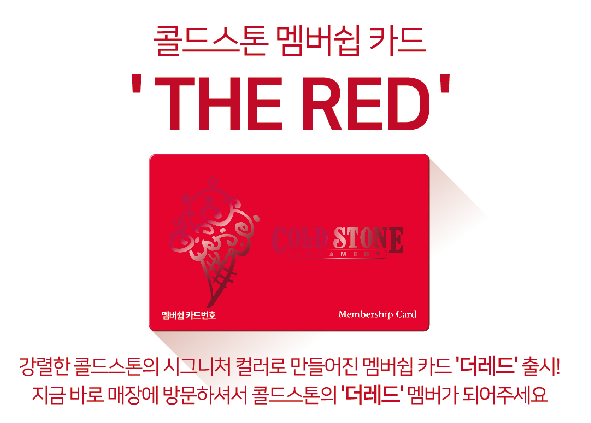 콜드스톤 멤버쉽 카드
' THE RED '
COLD STONE
CREAMERY
멤버쉽 카드번호
Membership Card
강렬한 콜드스톤의 시그니처 컬러로 만들어진 멤버쉽 카드 '더레드' 출시!
지금 바로 매장에 방문하셔서 콜드스톤의 '더레드' 멤버가 되어주세요